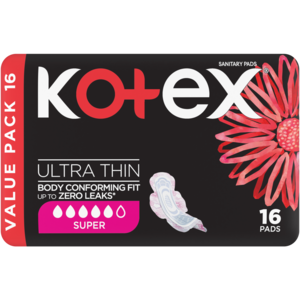 SANITARY PADS
VALUE PACK 16
Kotex
ULTRA THIN
BODY CONFORMING FIT
UP TO ZERO LEAKS*
SUPER
16
PADS